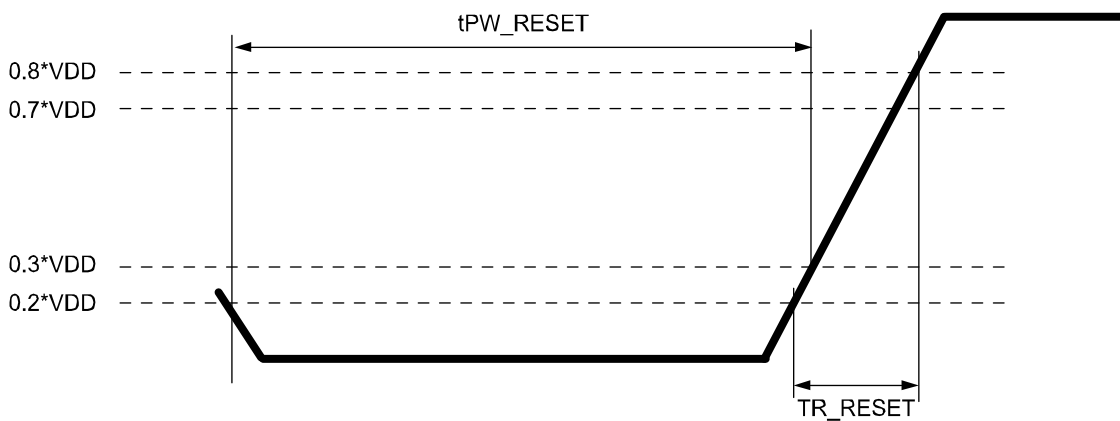 tPW_RESET
0.8*VDD
0.7*VDD
0.3*VDD
0.2*VDD
TR_RESET